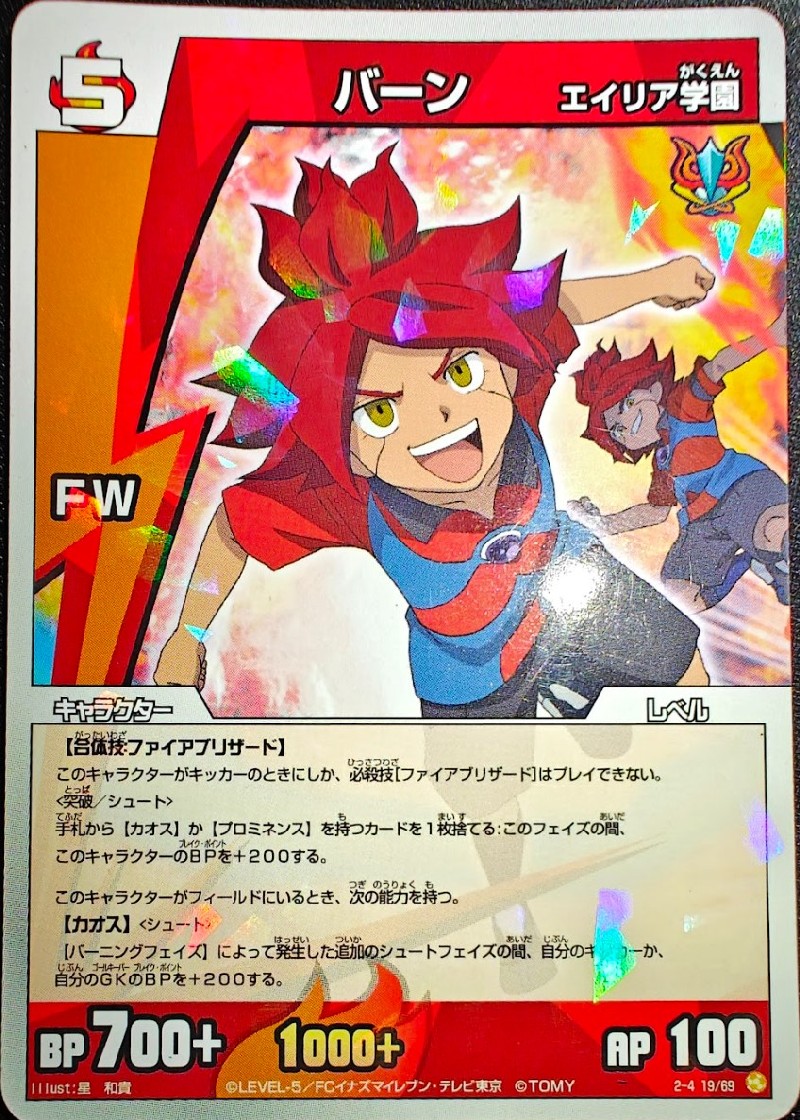 5
バーン
がくえん
エイリア学園
FW
キャラクター
レベル
がったいわざ
【合体技:ファイアブリザード】
ひっさつわざ
このキャラクターがキッカーのときにしか、必殺技[ファイアブリザード]はプレイできない。
とっぱ
<突破/シュート>
てふだ も まいす あいだ
手札から【カオス】か【プロミネンス】を持つカードを1枚捨てる:このフェイズの間、
ブレイク・ポイント
このキャラクターのBPを+200する。
つぎ のうりょく も
このキャラクターがフィールドにいるとき、次の能力を持つ。
【カオス】<シュート>
はっせい ついか あいだ じぶん
[バーニングフェイズ]によって発生した追加のシュートフェイズの間、自分のキッカーか、
じぶん ゴールキーパー ブレイク・ポイント
自分のGKのBPを+200する。
BP 700+ 1000+ AP 100
Illust:星 和貴
©LEVEL-5/FCイナズマイレブン・テレビ東京 ©TOMY
2-4 19/69